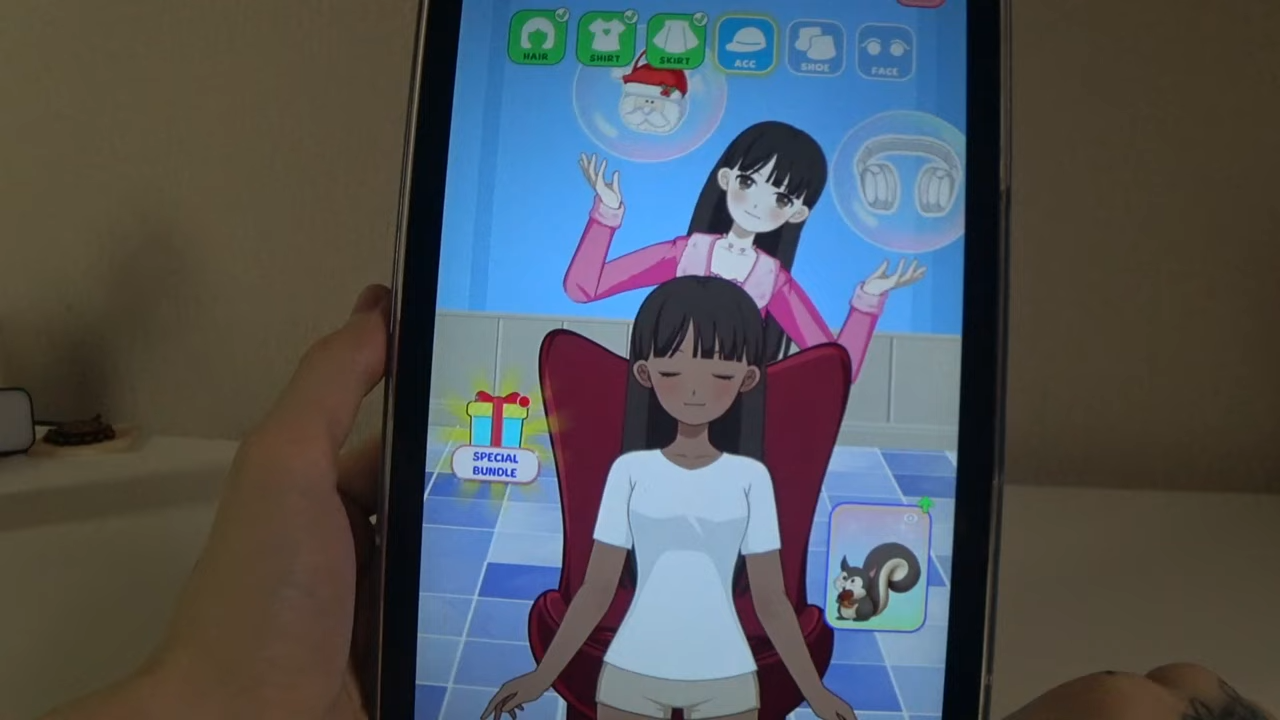 HAIR
SHIRT
SKIRT
ACC
SHOE
FACE
SPECIAL
BUNDLE